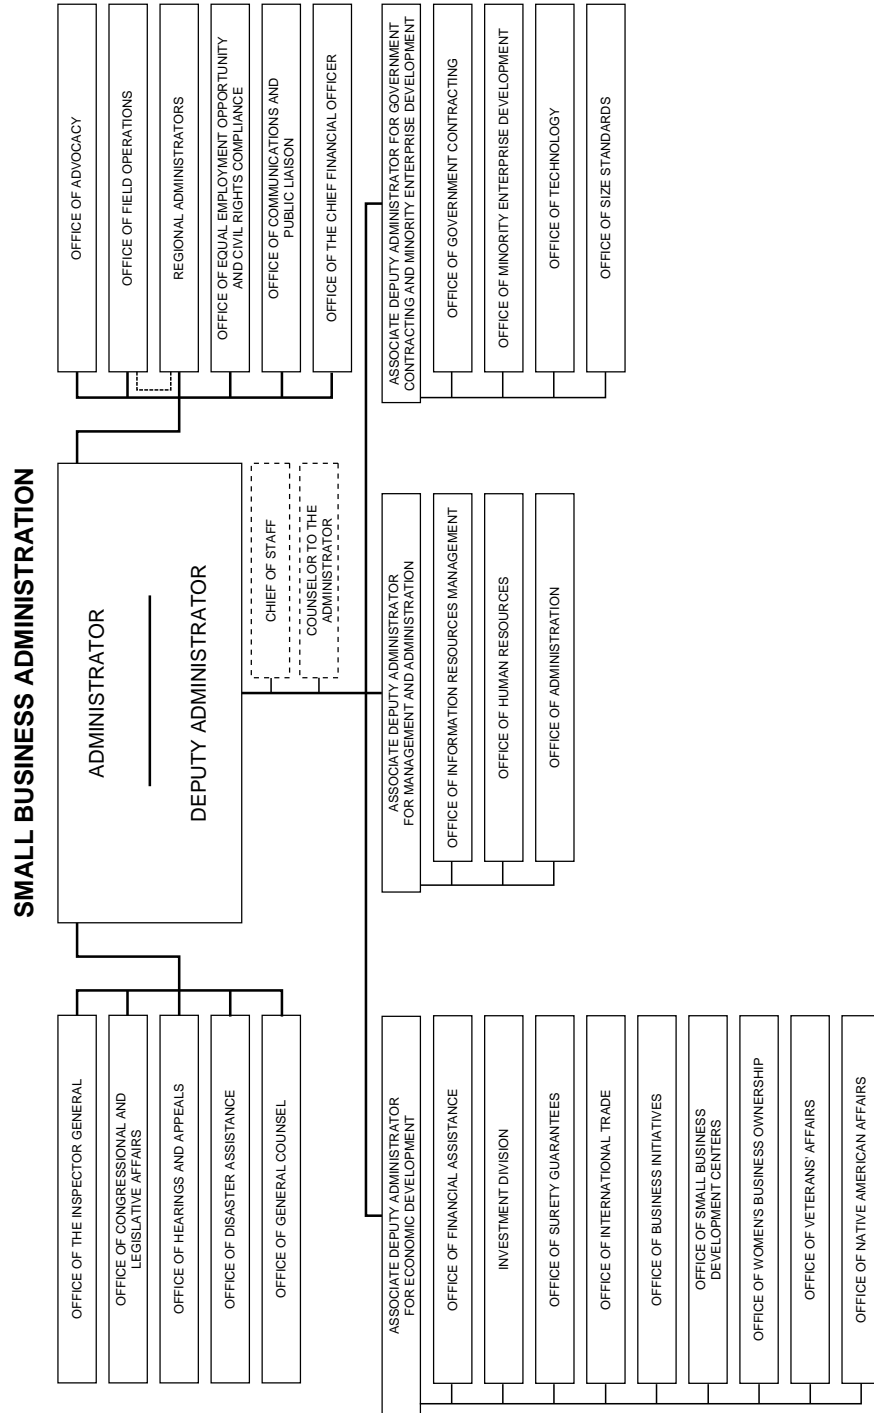 SMALL BUSINESS ADMINISTRATION
OFFICE OF THE INSPECTOR GENERAL
OFFICE OF CONGRESSIONAL AND
LEGISLATIVE AFFAIRS
OFFICE OF HEARINGS AND APPEALS
OFFICE OF DISASTER ASSISTANCE
OFFICE OF GENERAL COUNSEL
ADMINISTRATOR
DEPUTY ADMINISTRATOR
CHIEF OF STAFF
COUNSELOR TO THE
ADMINISTRATOR
OFFICE OF ADVOCACY
OFFICE OF FIELD OPERATIONS
REGIONAL ADMINISTRATORS
OFFICE OF EQUAL EMPLOYMENT OPPORTUNITY
AND CIVIL RIGHTS COMPLIANCE
OFFICE OF COMMUNICATIONS AND
PUBLIC LIAISON
OFFICE OF THE CHIEF FINANCIAL OFFICER
ASSOCIATE DEPUTY ADMINISTRATOR
FOR ECONOMIC DEVELOPMENT
OFFICE OF FINANCIAL ASSISTANCE
INVESTMENT DIVISION
OFFICE OF SURETY GUARANTEES
OFFICE OF INTERNATIONAL TRADE
OFFICE OF BUSINESS INITIATIVES
OFFICE OF SMALL BUSINESS
DEVELOPMENT CENTERS
OFFICE OF WOMEN'S BUSINESS OWNERSHIP
OFFICE OF VETERANS' AFFAIRS
OFFICE OF NATIVE AMERICAN AFFAIRS
ASSOCIATE DEPUTY ADMINISTRATOR
FOR MANAGEMENT AND ADMINISTRATION
OFFICE OF INFORMATION RESOURCES MANAGEMENT
OFFICE OF HUMAN RESOURCES
OFFICE OF ADMINISTRATION
ASSOCIATE DEPUTY ADMINISTRATOR FOR GOVERNMENT
CONTRACTING AND MINORITY ENTERPRISE DEVELOPMENT
OFFICE OF GOVERNMENT CONTRACTING
OFFICE OF MINORITY ENTERPRISE DEVELOPMENT
OFFICE OF TECHNOLOGY
OFFICE OF SIZE STANDARDS